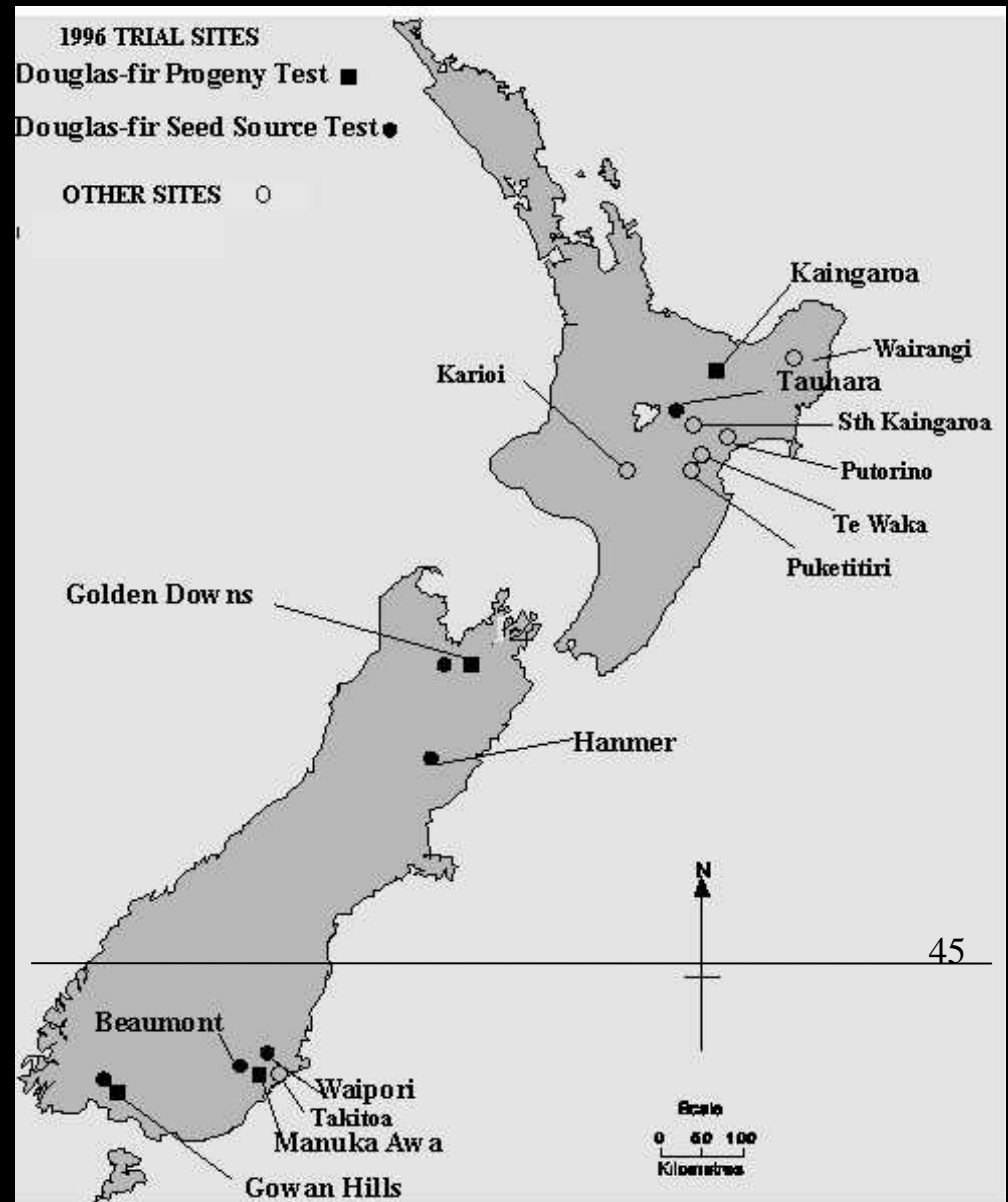 1996 TRIAL SITES
Douglas-fir Progeny Test
Douglas-fir Seed Source Test
OTHER SITES
Kaingaroa
Wairangi
Karioi
Tauhara
Sth Kaingaroa
Putorino
Te Waka
Puketitiri
Golden Downs
Hanmer
N
45
Beaumont
Waipori
Takitoa
Manuka Awa
Gowan Hills
Scale
0 50 100
Kilometres